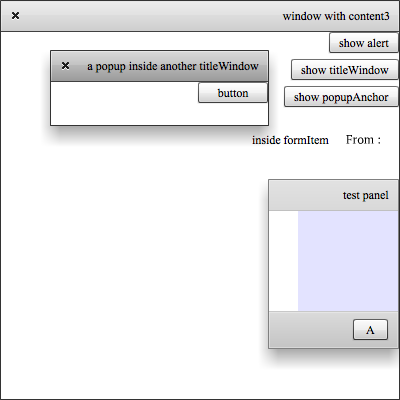 window with content3
show alert
a popup inside another titleWindow
show titleWindow
button
show popupAnchor
inside formItem From :
test panel
A